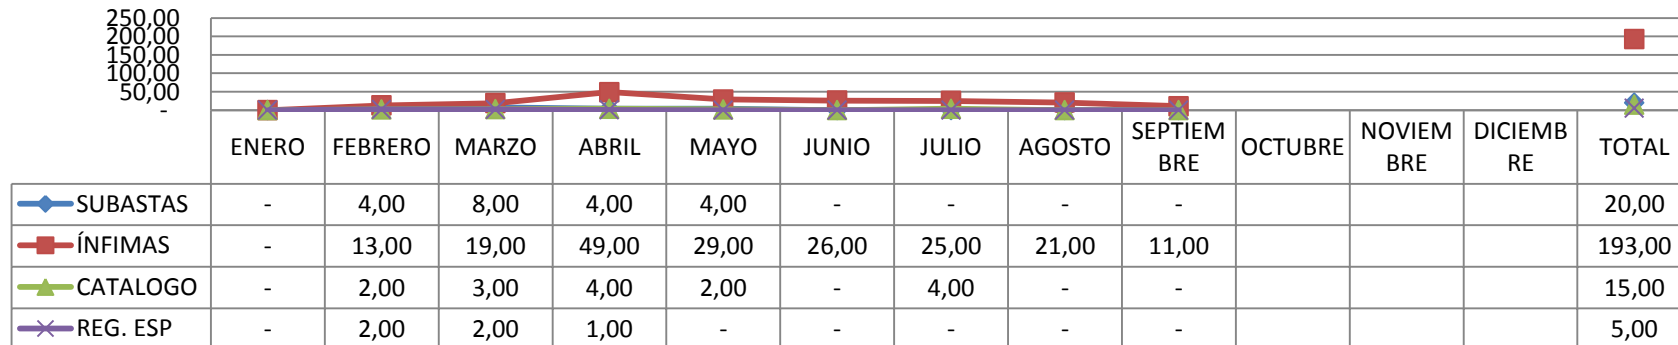 250,00
200,00
150,00
100,00
50,00
-
ENERO FEBRERO MARZO ABRIL MAYO JUNIO JULIO AGOSTO SEPTIEM BRE OCTUBRE NOVIEM BRE DICIEMB RE TOTAL
SUBASTAS - 4,00 8,00 4,00 4,00 - - - - 20,00
ÍNFIMAS - 13,00 19,00 49,00 29,00 26,00 25,00 21,00 11,00 193,00
CATALOGO - 2,00 3,00 4,00 2,00 - 4,00 - - 15,00
REG. ESP - 2,00 2,00 1,00 - - - - - 5,00